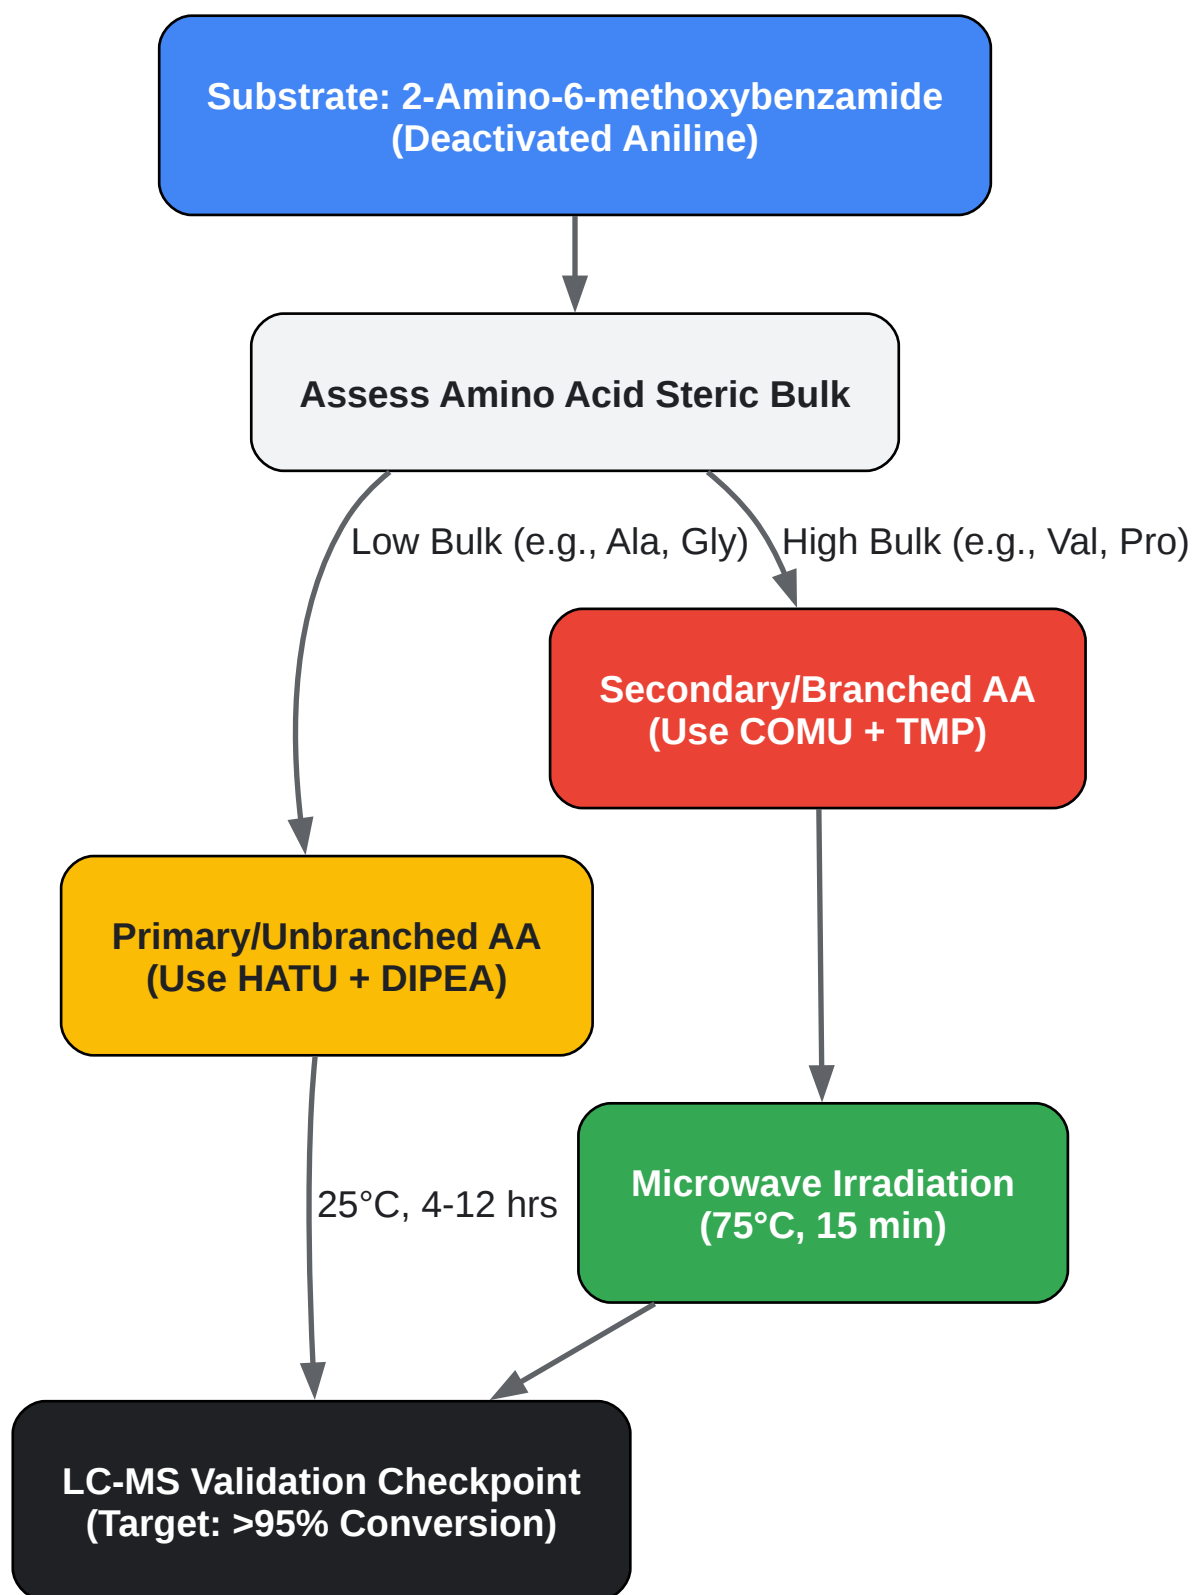 Substrate: 2-Amino-6-methoxybenzamide
(Deactivated Aniline)
Assess Amino Acid Steric Bulk
Low Bulk (e.g., Ala, Gly)
High Bulk (e.g., Val, Pro)
Secondary/Branched AA
(Use COMU + TMP)
Primary/Unbranched AA
(Use HATU + DIPEA)
Microwave Irradiation
(75°C, 15 min)
25°C, 4-12 hrs
LC-MS Validation Checkpoint
(Target: >95% Conversion)